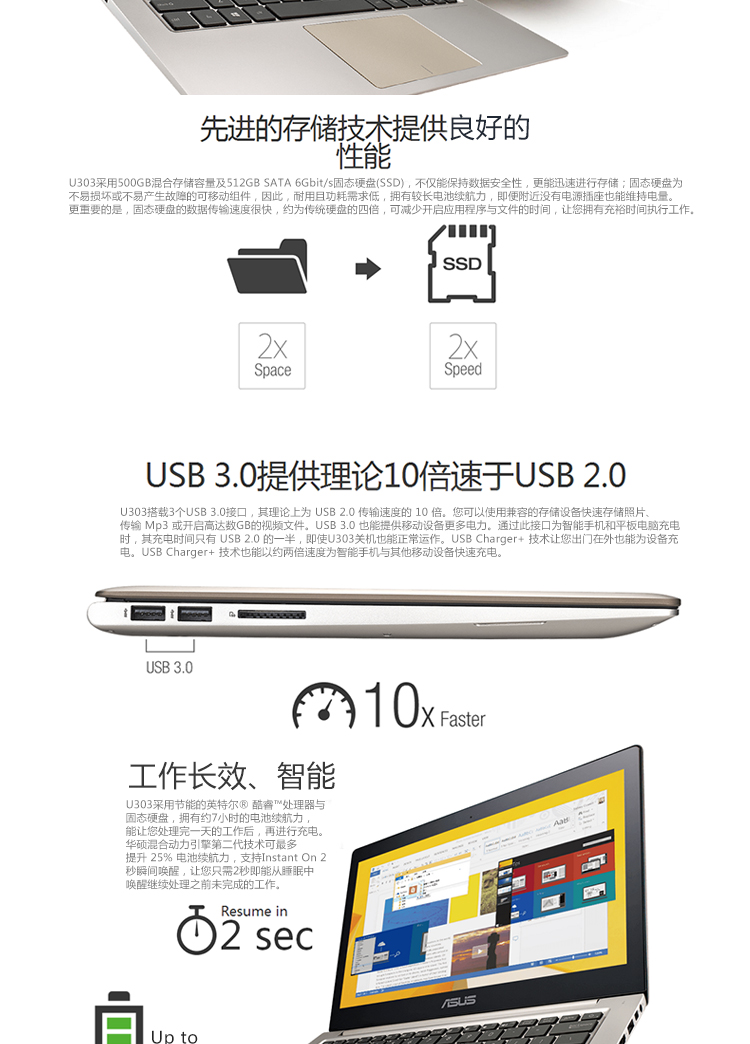 先进的存储技术提供良好的
性能
U303采用500GB混合存储容量及512GB SATA 6Gbit/s固态硬盘(SSD)，不仅能保持数据安全性，更能迅速进行存储；固态硬盘为
不易损坏或不易产生故障的可移动组件，因此，耐用且功耗需求低，拥有较长电池续航力，即便附近没有电源插座也能维持电量。
更重要的是，固态硬盘的数据传输速度很快，约为传统硬盘的四倍，可减少开启应用程序与文件的时间，让您拥有充裕时间执行工作。
SSD
2x
Space
2x
Speed
USB 3.0提供理论10倍速于USB 2.0
U303搭载3个USB 3.0接口，其理论上为 USB 2.0 传输速度的 10 倍。您可以使用兼容的存储设备快速存储照片、
传输 Mp3 或开启高达数GB的视频文件。USB 3.0 也能提供移动设备更多电力。通过此接口为智能手机和平板电脑充电
时，其充电时间只有 USB 2.0 的一半，即使U303关机也能正常运作。USB Charger+ 技术让您出门在外也能为设备充
电。USB Charger+ 技术也能以约两倍速度为智能手机与其他移动设备快速充电。
USB 3.0
10x Faster
工作长效、智能
U303采用节能的英特尔® 酷睿™处理器与
固态硬盘，拥有约7小时的电池续航力，
能让您处理完一天的工作后，再进行充电。
华硕混合动力引擎第二代技术可最多
提升 25% 电池续航力，支持Instant On 2
秒瞬间唤醒，让您只需2秒即能从睡眠中
唤醒继续处理之前未完成的工作。
Resume in
2 sec
ASUS
Up to